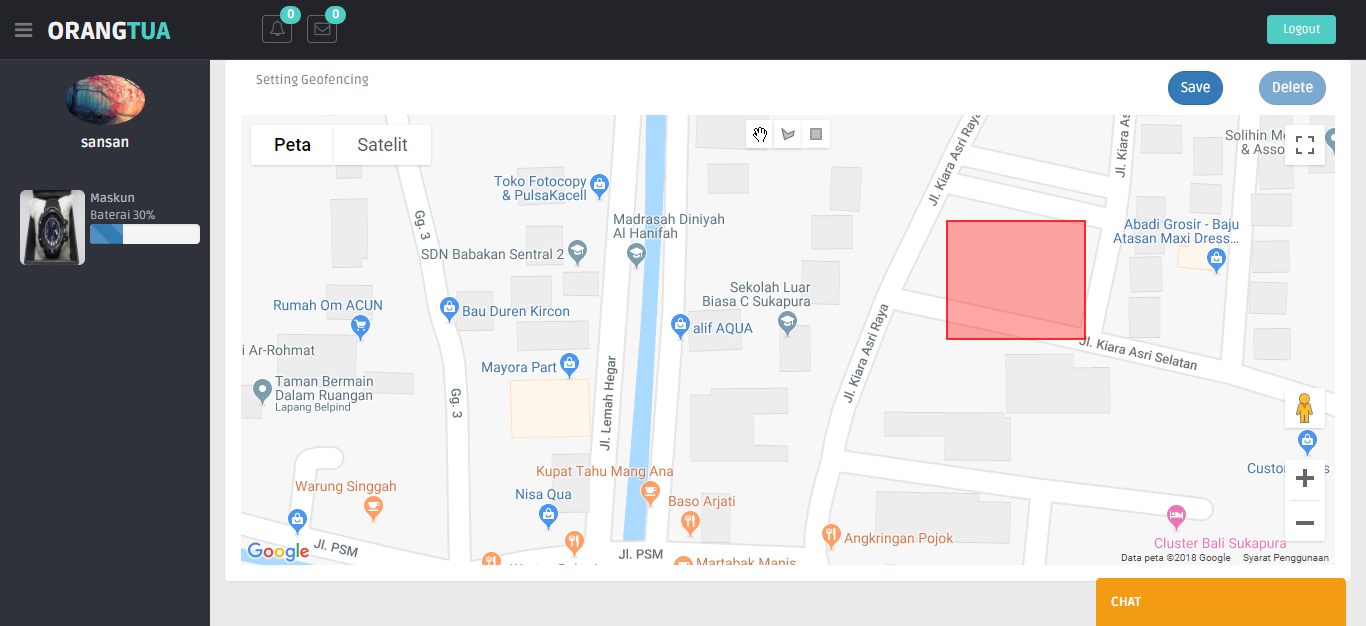 ORANGTUA
0
0
Logout
sansan
Maskun
Baterai 30%
Setting Geofencing
Save
Delete
Peta
Satelit
Jl. Kiara Asri Raya
Solihin
& Asso
Toko Fotocopy
& PulsaKacell
Gg. 3
Madrasah Diniyah
Al Hanifah
SDN Babakan Sentral 2
Abadi Grosir - Baju
Atasan Maxi Dress...
Sekolah Luar
Biasa C Sukapura
Rumah Om ACUN
Bau Duren Kircon
alif AQUA
Jl. Kiara Asri Raya
Jl. Kiara Asri Selatan
i Ar-Rohmat
Mayora Part
Taman Bermain
Dalam Ruangan
Lapang Belpind
Gg. 3
Jl. Lemah Hegar
Kupat Tahu Mang Ana
Warung Singgah
Nisa Qua
Baso Arjati
Angkringan Pojok
Cluster Bali Sukapura
Google
Jl. PSM
Jl. PSM
Martabak Manis
Data peta ©2018 Google
Syarat Penggunaan
CHAT